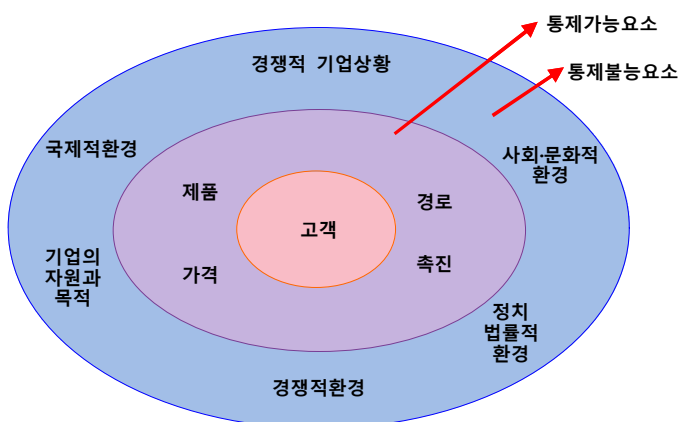 통제가능요소
경쟁적 기업상황
통제불능요소
국제적환경
사회·문화적
환경
제품
경로
고객
기업의
자원과
목적
가격
촉진
정치
법률적
환경
경쟁적환경